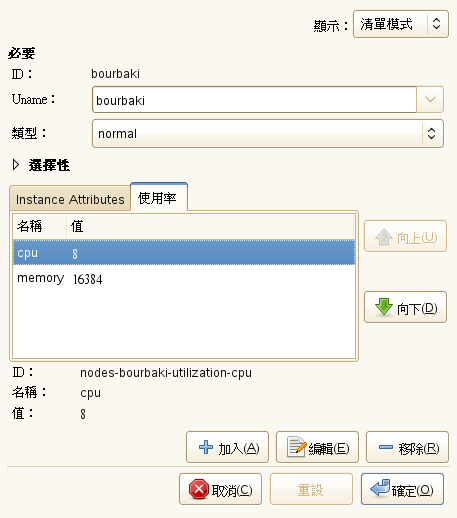 顯示： 清單模式
必要
ID： bourbaki
Uname： bourbaki
類型： normal
選擇性
Instance Attributes 使用率
名稱 值
cpu 8
memory 16384
向上(U)
向下(D)
ID： nodes-bourbaki-utilization-cpu
名稱： cpu
值： 8
加入(A) 編輯(E) 移除(R)
取消(C) 重設 確定(O)